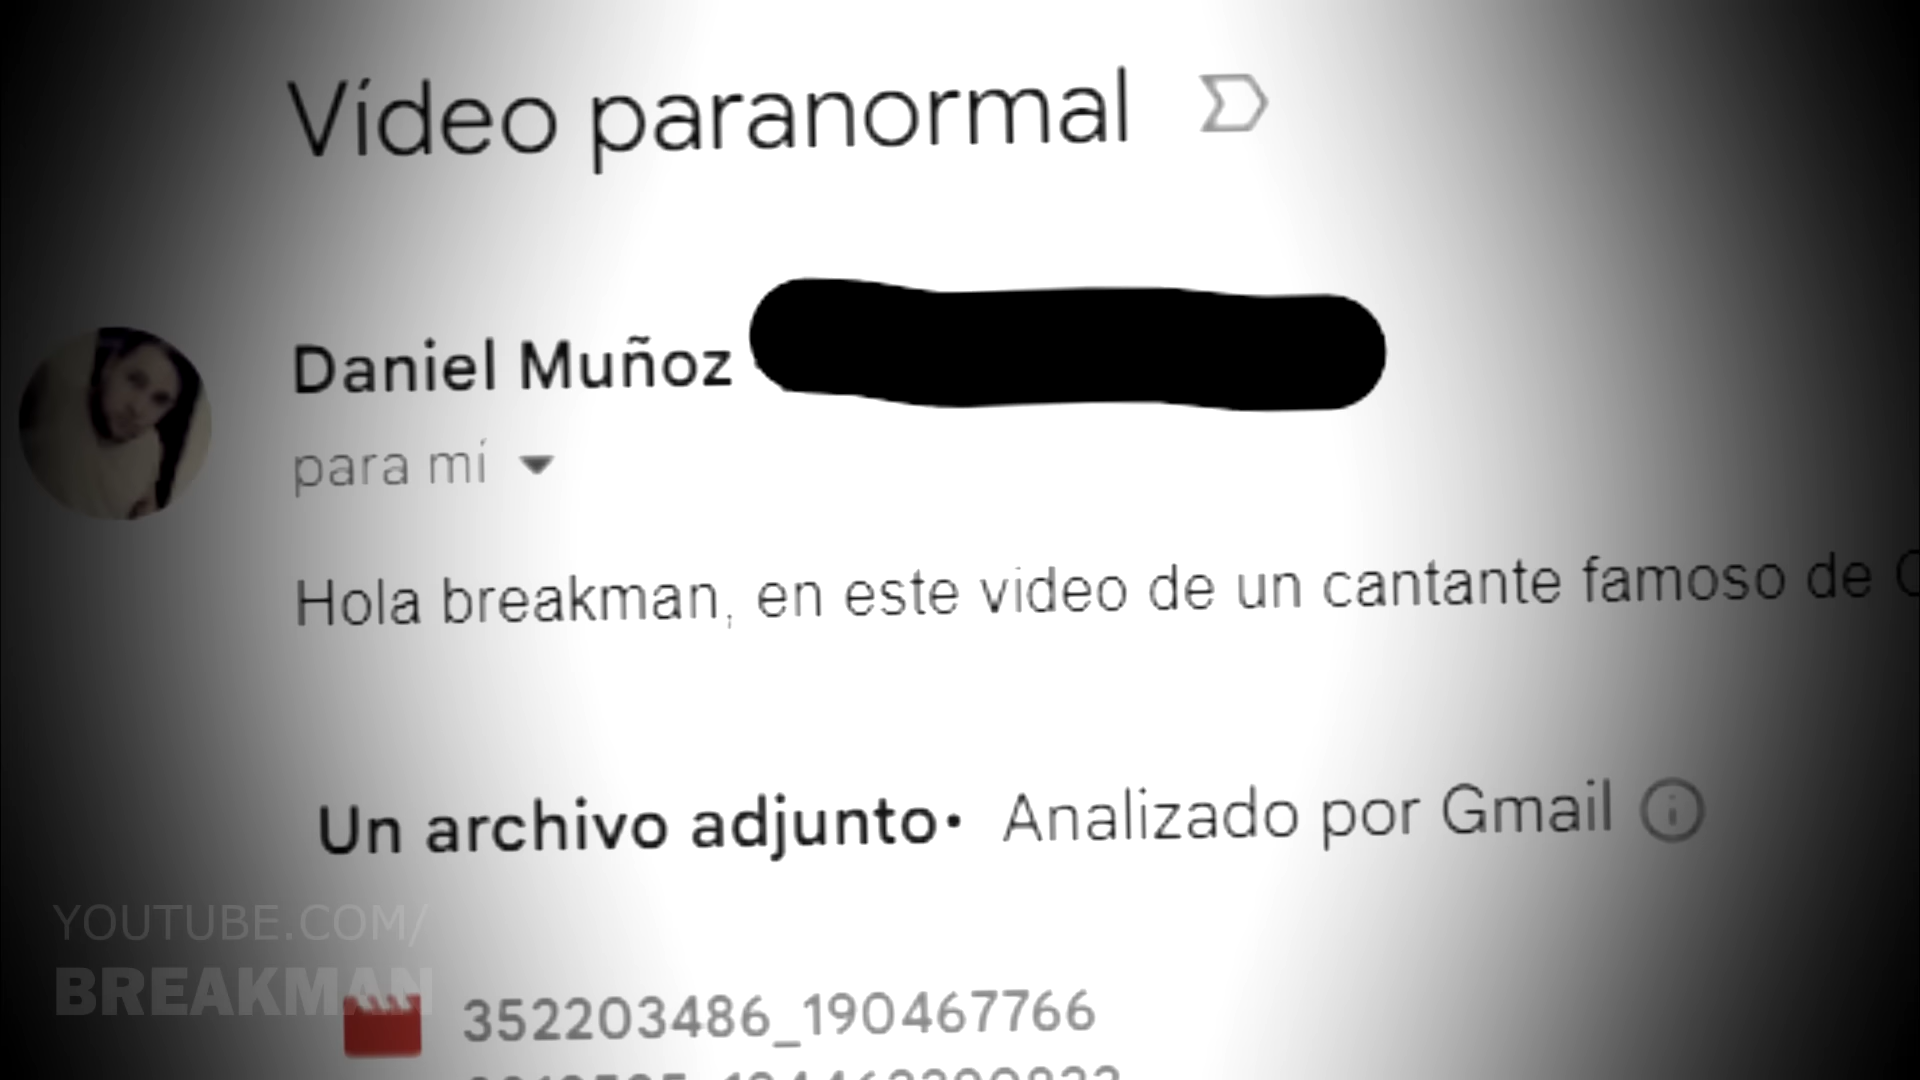 Vídeo paranormal
Daniel Muñoz
para mí
Hola breakman, en este video de un cantante famoso de
Un archivo adjunto • Analizado por Gmail
YOUTUBE.COM/
BREAKMAN
352203486_190467766